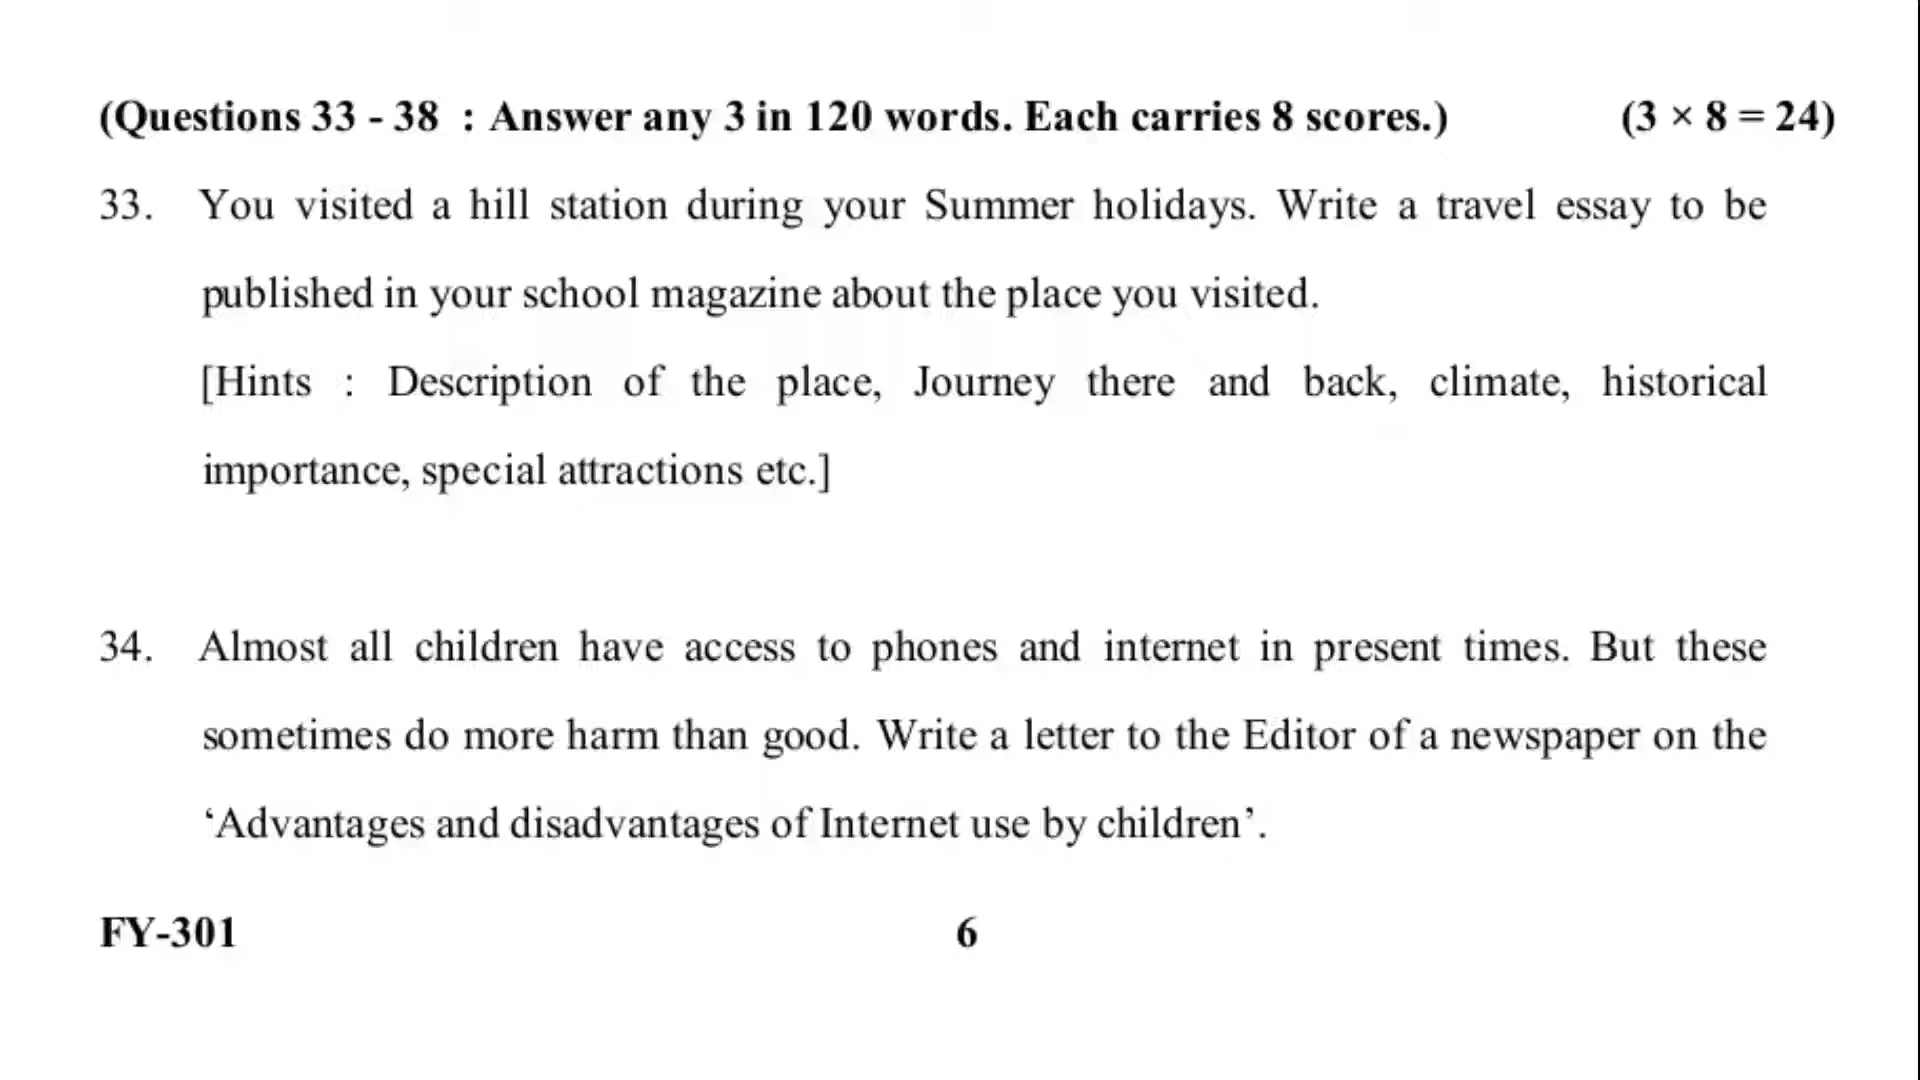 (Questions 33 - 38 : Answer any 3 in 120 words. Each carries 8 scores.) (3 × 8 = 24)
33. You visited a hill station during your Summer holidays. Write a travel essay to be
published in your school magazine about the place you visited.
[Hints : Description of the place, Journey there and back, climate, historical
importance, special attractions etc.]
34. Almost all children have access to phones and internet in present times. But these
sometimes do more harm than good. Write a letter to the Editor of a newspaper on the
‘Advantages and disadvantages of Internet use by children’.
FY-301 6